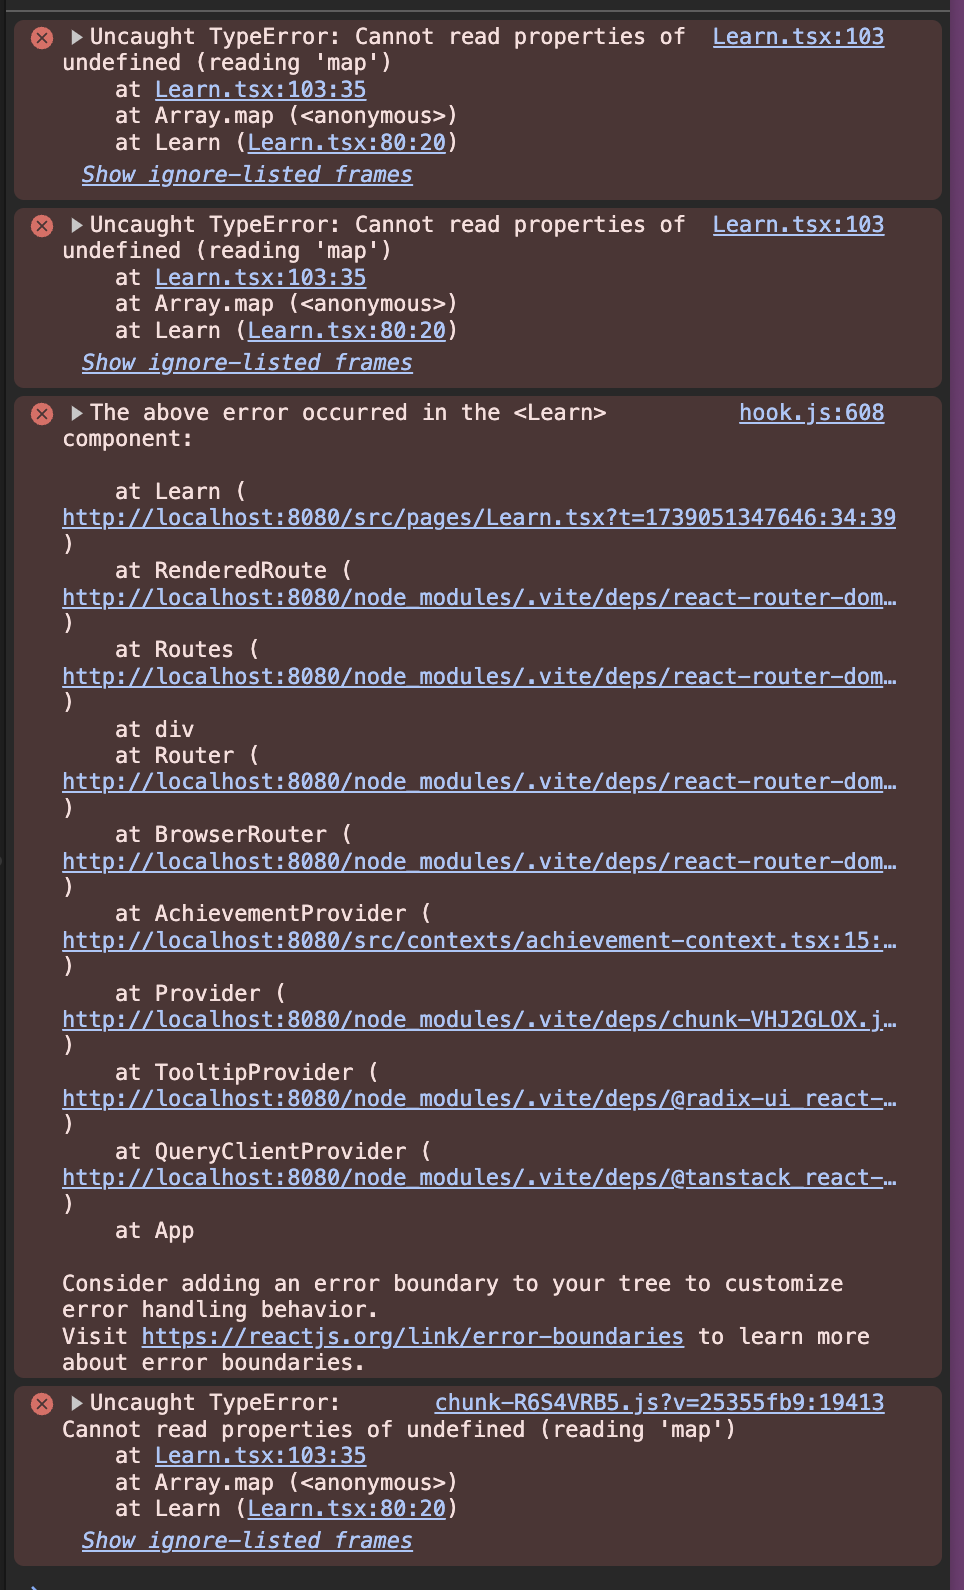 Uncaught TypeError: Cannot read properties of Learn.tsx:103
undefined (reading 'map')
at Learn.tsx:103:35
at Array.map (<anonymous>)
at Learn (Learn.tsx:80:20)
Show ignore-listed frames
Uncaught TypeError: Cannot read properties of Learn.tsx:103
undefined (reading 'map')
at Learn.tsx:103:35
at Array.map (<anonymous>)
at Learn (Learn.tsx:80:20)
Show ignore-listed frames
The above error occurred in the <Learn> hook.js:608
component:
at Learn (
http://localhost:8080/src/pages/Learn.tsx?t=1739051347646:34:39
)
at RenderedRoute (
http://localhost:8080/node_modules/.vite/deps/react-router-dom…
)
at Routes (
http://localhost:8080/node_modules/.vite/deps/react-router-dom…
)
at div
at Router (
http://localhost:8080/node_modules/.vite/deps/react-router-dom…
)
at BrowserRouter (
http://localhost:8080/node_modules/.vite/deps/react-router-dom…
)
at AchievementProvider (
http://localhost:8080/src/contexts/achievement-context.tsx:15:…
)
at Provider (
http://localhost:8080/node_modules/.vite/deps/chunk-VHJ2GLOX.j…
)
at TooltipProvider (
http://localhost:8080/node_modules/.vite/deps/@radix-ui_react-…
)
at QueryClientProvider (
http://localhost:8080/node_modules/.vite/deps/@tanstack_react-…
)
at App
Consider adding an error boundary to your tree to customize
error handling behavior.
Visit https://reactjs.org/link/error-boundaries to learn more
about error boundaries.
Uncaught TypeError: chunk-R6S4VRB5.js?v=25355fb9:19413
Cannot read properties of undefined (reading 'map')
at Learn.tsx:103:35
at Array.map (<anonymous>)
at Learn (Learn.tsx:80:20)
Show ignore-listed frames